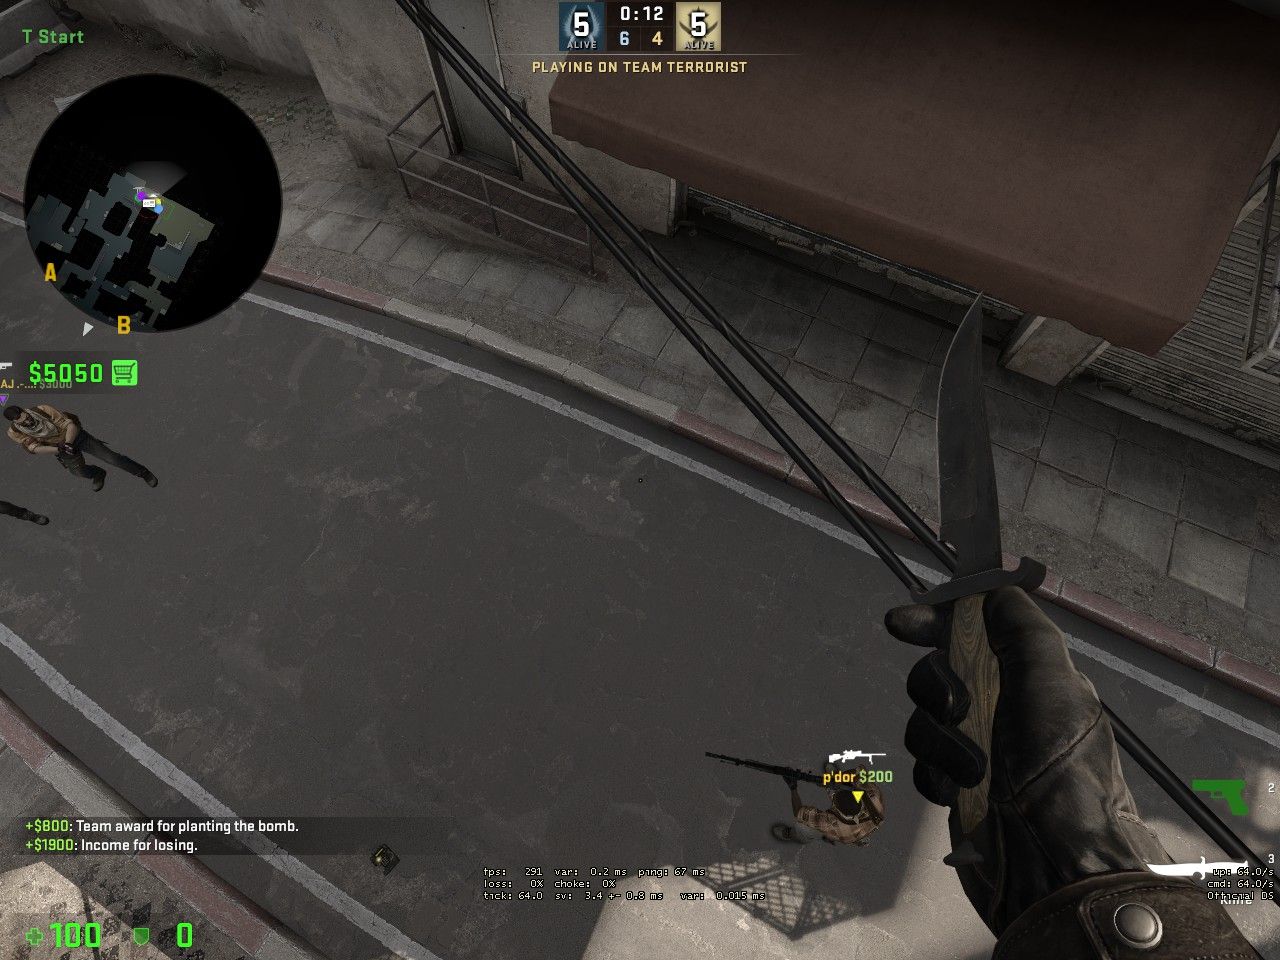 T Start
5 0:12 5
ALIVE 6 4 ALIVE
PLAYING ON TEAM TERRORIST
A
B
$5050
AJ .-...: $3000
p'dor $200
2
3
+$800: Team award for planting the bomb.
+$1900: Income for losing.
fps: 291 var: 0.2 ms ping: 67 ms
loss: 0% choke: 0%
tick: 64.0 sv: 3.4 +- 0.8 ms var: 0.015 ms
up: 64.0/s
cmd: 64.0/s
Official DS
Knife
100 0